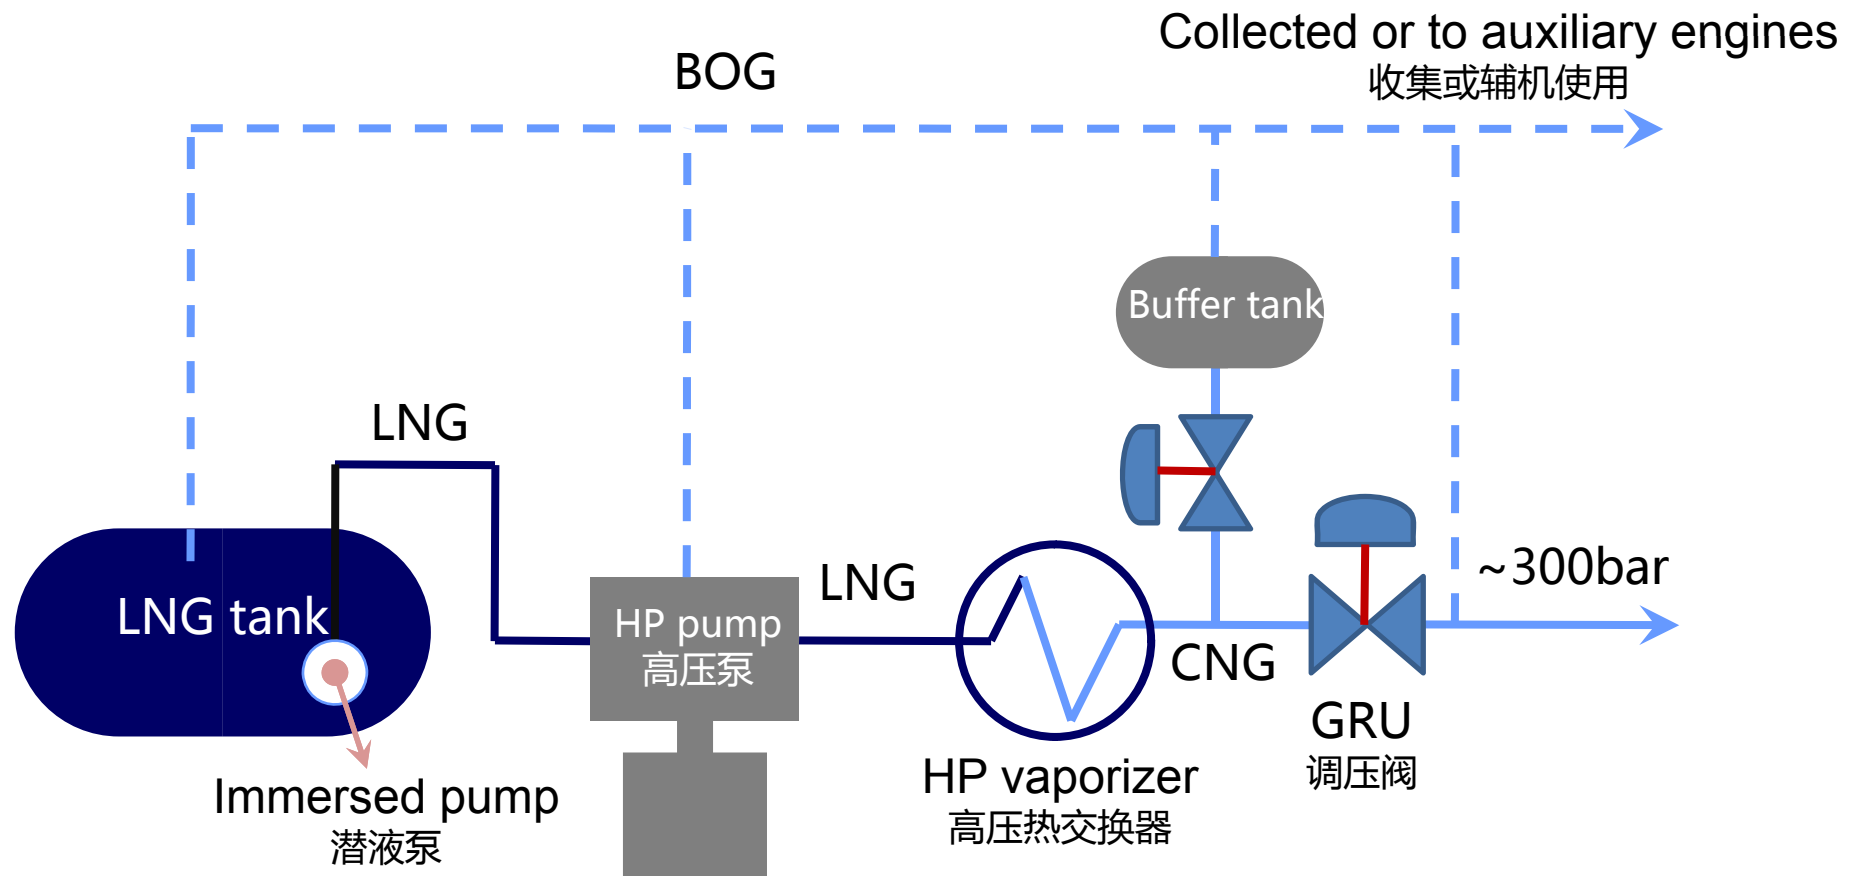 Collected or to auxiliary engines
收集或辅机使用
BOG
Buffer tank
LNG
~300bar
LNG
LNG tank
HP pump
高压泵
CNG
GRU
调压阀
HP vaporizer
高压热交换器
Immersed pump
潜液泵